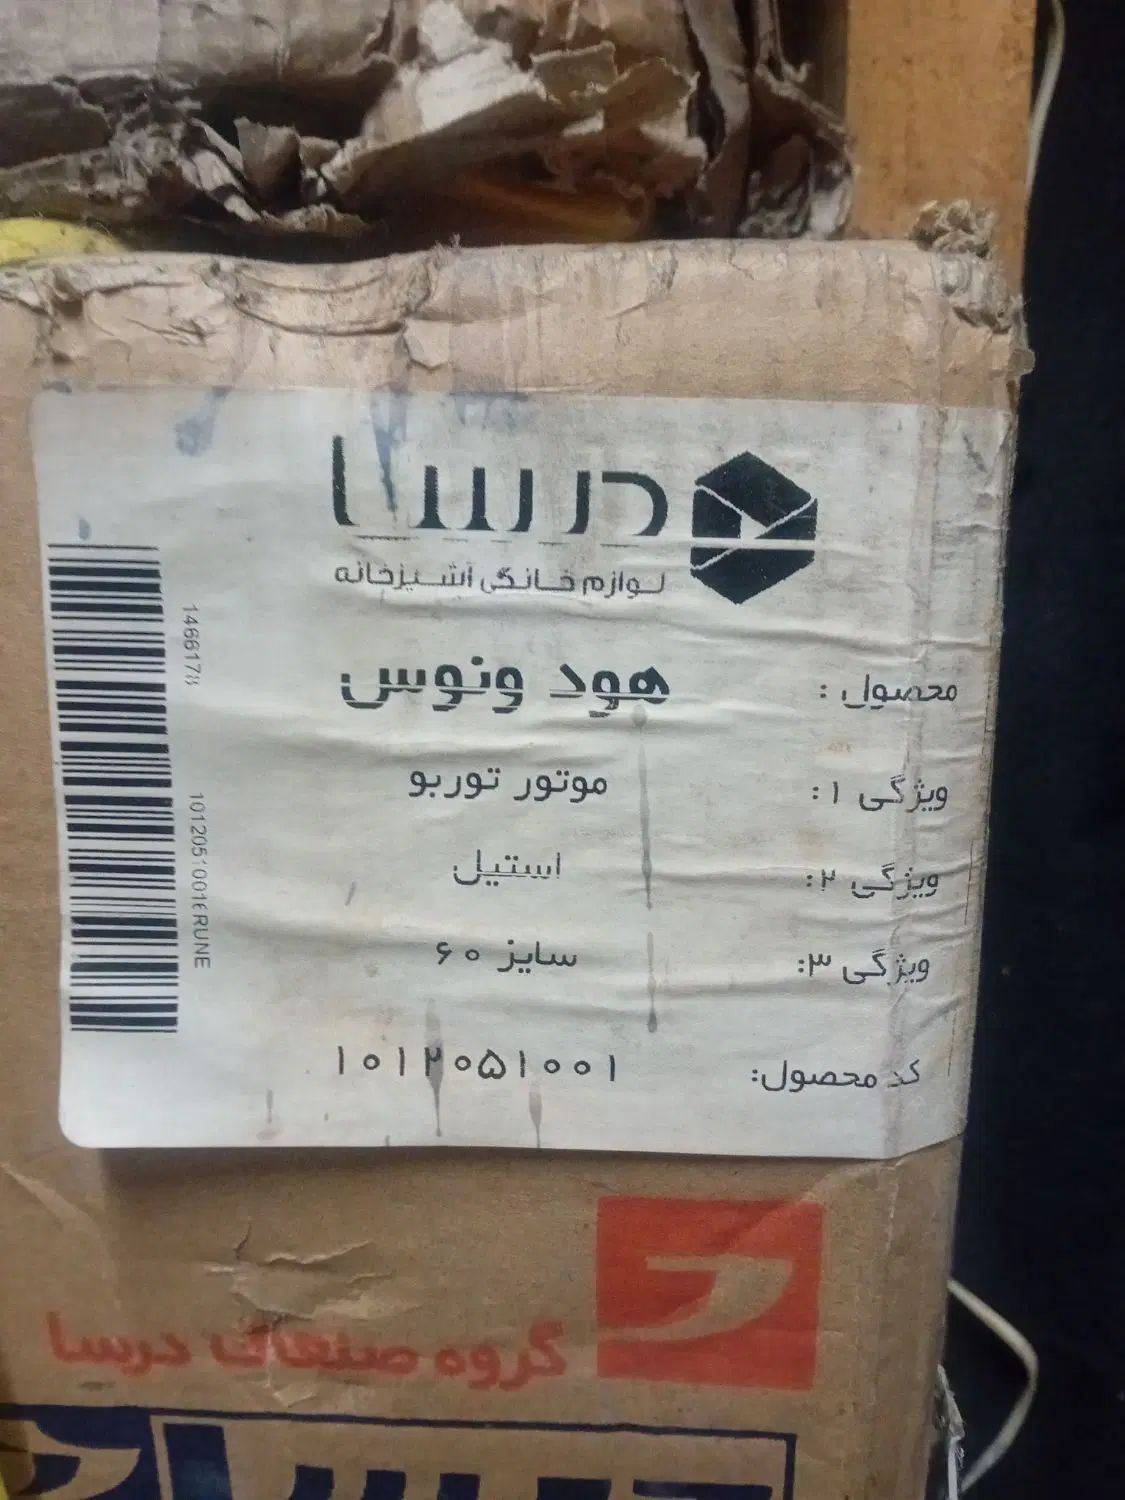 درسا
لوازم خانگی آشپزخانه
محصول : هود ونوس
ویژگی ۱: موتور توربو
ویژگی ۲: استیل
ویژگی ۳: سایز ۶۰
کد محصول: ۱۰۱۲۰۵۱۰۰۱
146617
1012051001RUNE
گروه صنعتی درسا
درسا